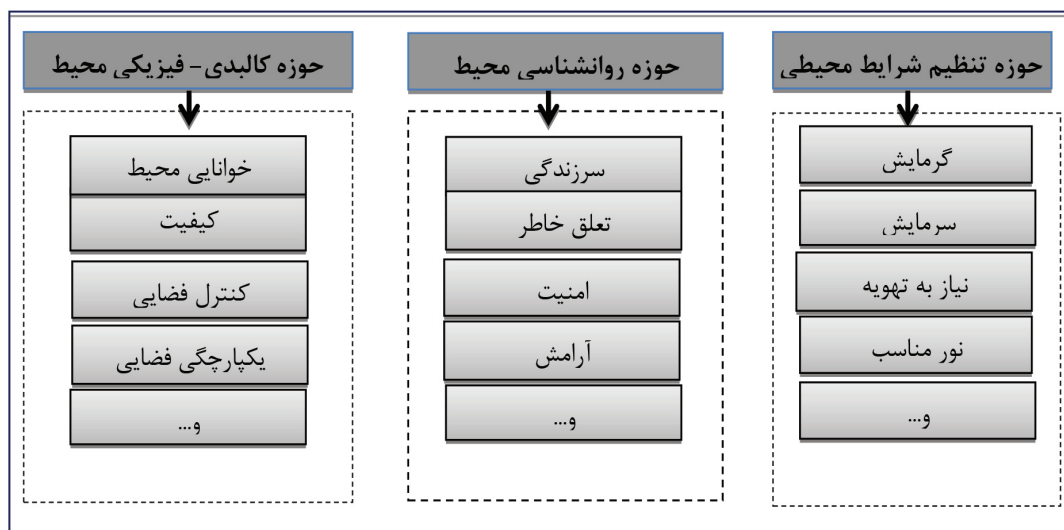 حوزه تنظیم شرایط محیطی
گرمایش
سرمایش
نیاز به تهویه
نور مناسب
و...
حوزه روانشناسی محیط
سرزندگی
تعلق خاطر
امنیت
آرامش
و...
حوزه کالبدی- فیزیکی محیط
خوانایی محیط
کیفیت
کنترل فضایی
یکپارچگی فضایی
و...